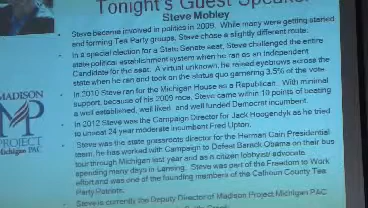 Tonight's Guest Speaker
Steve Mobley
Steve became involved in politics in 2009. While many were getting started
and forming Tea Party groups, Steve chose a slightly different route.
In a special election for a State Senate seat, Steve challenged the entire
state political establishment system when he ran as an Independent
Candidate for the seat. A virtual unknown, he raised eyebrows across the
state when he ran and took on the status quo garnering 3.5% of the vote
In 2010 Steve ran for the Michigan House as a Republican. With minimal
support, because of his 2009 race, Steve came within 10 points of beating
a well established, well liked, and well funded Democrat incumbent.
In 2012 Steve was the Campaign Director for Jack Hoogendyk as he tried
to unseat 24 year moderate incumbent Fred Upton.
Steve was the state grassroots director for the Herman Cain Presidential
team, he has worked with Campaign to Defeat Barack Obama on their bus
tour through Michigan last year and as a citizen lobbyist/ advocate
spending many days in Lansing. Steve was part of the Freedom to Work
effort and was one of the founding members of the Calhoun County Tea
Party Patriots.
Steve is currently the Deputy Director of Madison Project Michigan PAC
MADISON
MP
PROJECT
Michigan PAC